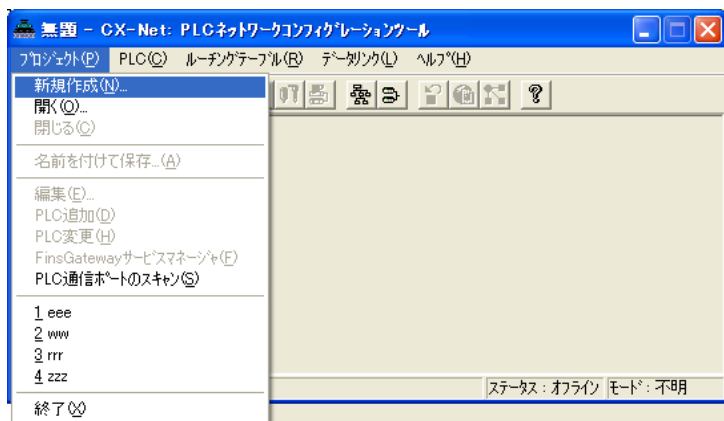 無題 - CX-Net: PLCネットワークコンフィグレーションツール
プロジェクト(P) PLC(C) ルーチングテーブル(R) データリンク(L) ヘルプ(H)
新規作成(N)...
開く(O)...
閉じる(C)
名前を付けて保存...(A)
編集(E)...
PLC追加(D)
PLC変更(H)
FinsGatewayサービスマネージャ(F)
PLC通信ポートのスキャン(S)
1 eee
2 ww
3 rrr
4 zzz
ステータス : オフライン モード : 不明
終了(X)